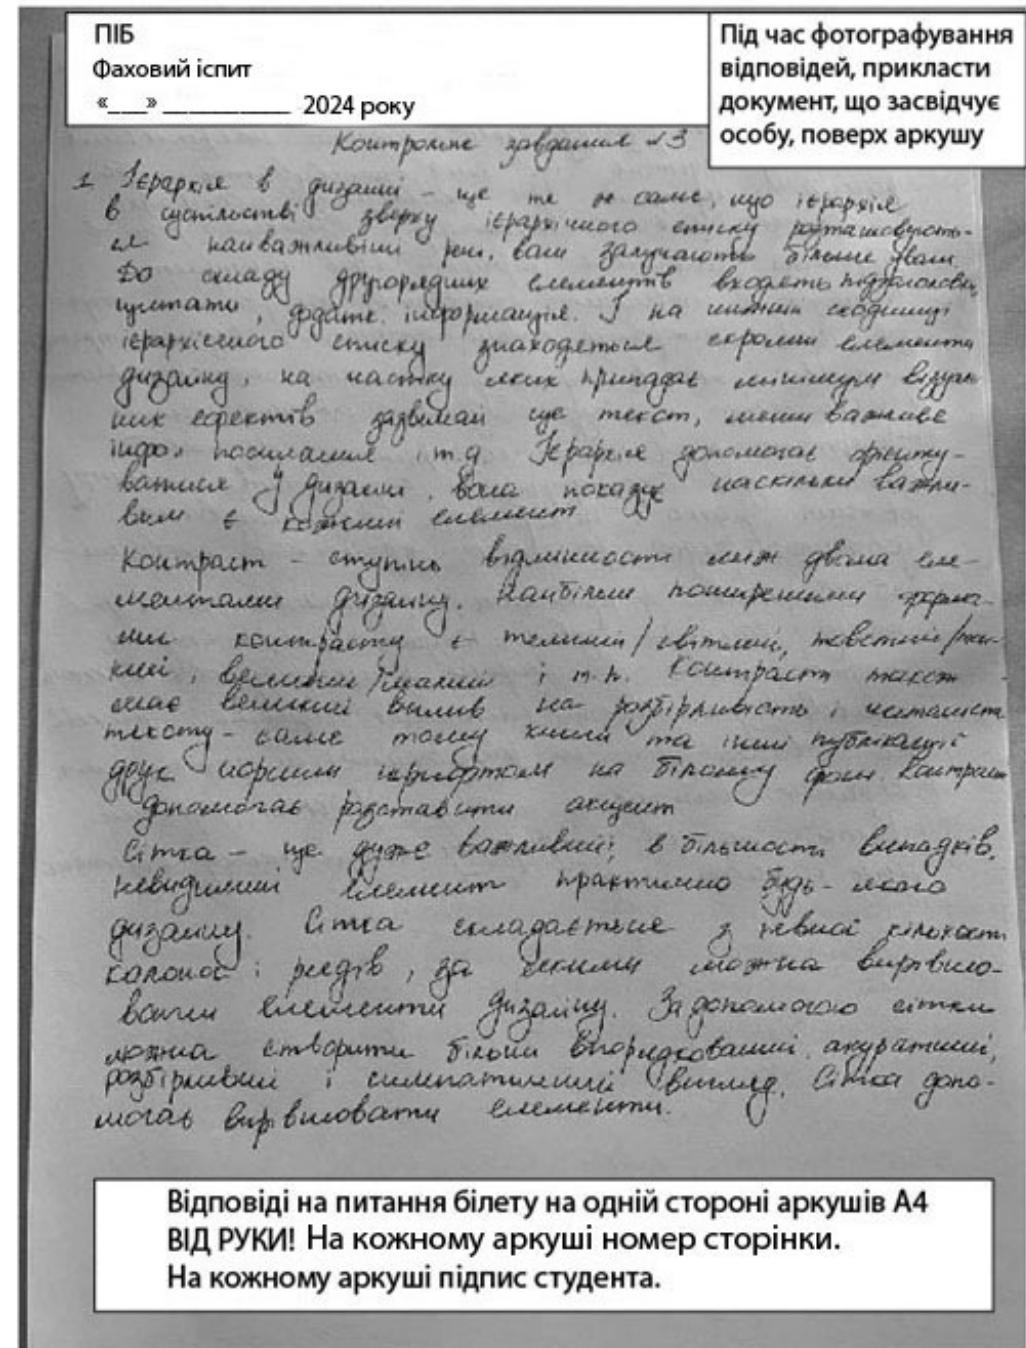 ПІБ
Фаховий іспит
«___» ___________ 2024 року
Під час фотографування
відповідей, прикласти
документ, що засвідчує
особу, поверх аркушу
Контрольне завдання №3
1 Ієрархія в дизайні - це те ж саме, що ієрархія
в суспільстві зверху ієрархічного списку розташовують-
ся найважливіші речі, вони залучають більше уваги
До складу другорядних елементів входять підзаголовки,
цитати, додатк. інформація. І на нижній сходинці
ієрархічного списку знаходяться скромні елементи
дизайну, на частку яких припадає мінімум візуаль
них ефектів зазвичай це текст, менш важливе
інфо, посилання і т.д. Ієрархія допомагає орієнту-
ватися у дизайні, вона показує наскільки важли-
вим є кожний елемент
Контраст - ступінь відмінності між двома еле-
ментами дизайну. Найбільш поширеними форма-
ми контрасту є темний/світлий, товстий/тон-
кий, великий/малий і т.п. Контраст також
має великий вплив на розбірливість і читаність
тексту - саме тому книги та інші публікації
друк чорним шрифтом на білому фоні. Контраст
допомагає розставити акцент
Сітка - це дуже важливий, в більшості випадків,
невидимий елемент практично будь-якого
дизайну. Сітка складається з певної кількості
колонок і рядів, за якими можна вирівню-
вати елементи дизайну. За допомогою сітки
можна створити більш впорядкований, акуратний,
розбірливий і симпатичний вигляд. Сітка допо-
магає вирівнювати елементи.
Відповіді на питання білету на одній стороні аркушів А4
ВІД РУКИ! На кожному аркуші номер сторінки.
На кожному аркуші підпис студента.